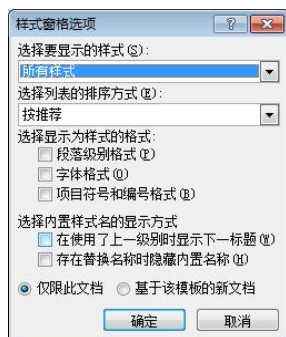 样式窗格选项
选择要显示的样式(S):
所有样式
选择列表的排序方式(E):
按推荐
选择显示为样式的格式:
段落级别格式(P)
字体格式(O)
项目符号和编号格式(B)
选择内置样式名的显示方式
在使用了上一级别时显示下一标题(W)
存在替换名称时隐藏内置名称(H)
仅限此文档 基于该模板的新文档
确定 取消